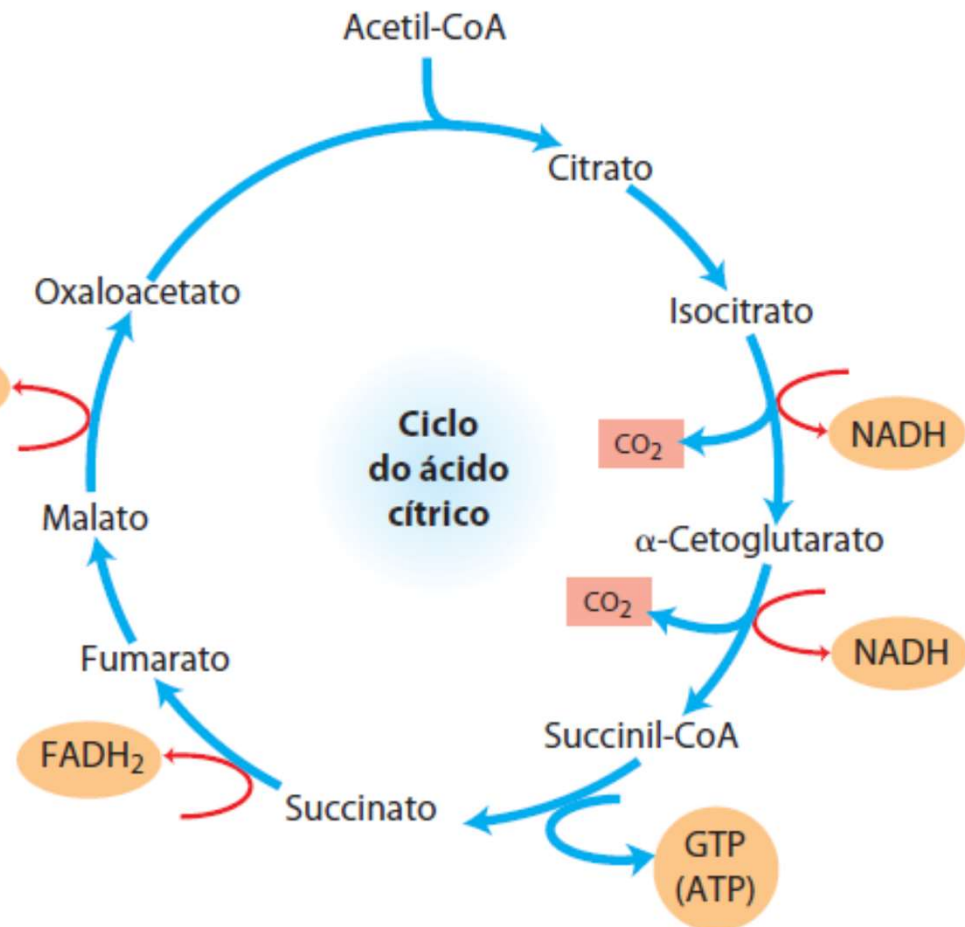 Acetil-CoA
Citrato
Oxaloacetato
Isocitrato
Ciclo
do ácido
cítrico
CO₂
NADH
Malato
α-Cetoglutarato
CO₂
NADH
Fumarato
Succinil-CoA
FADH₂
Succinato
GTP
(ATP)